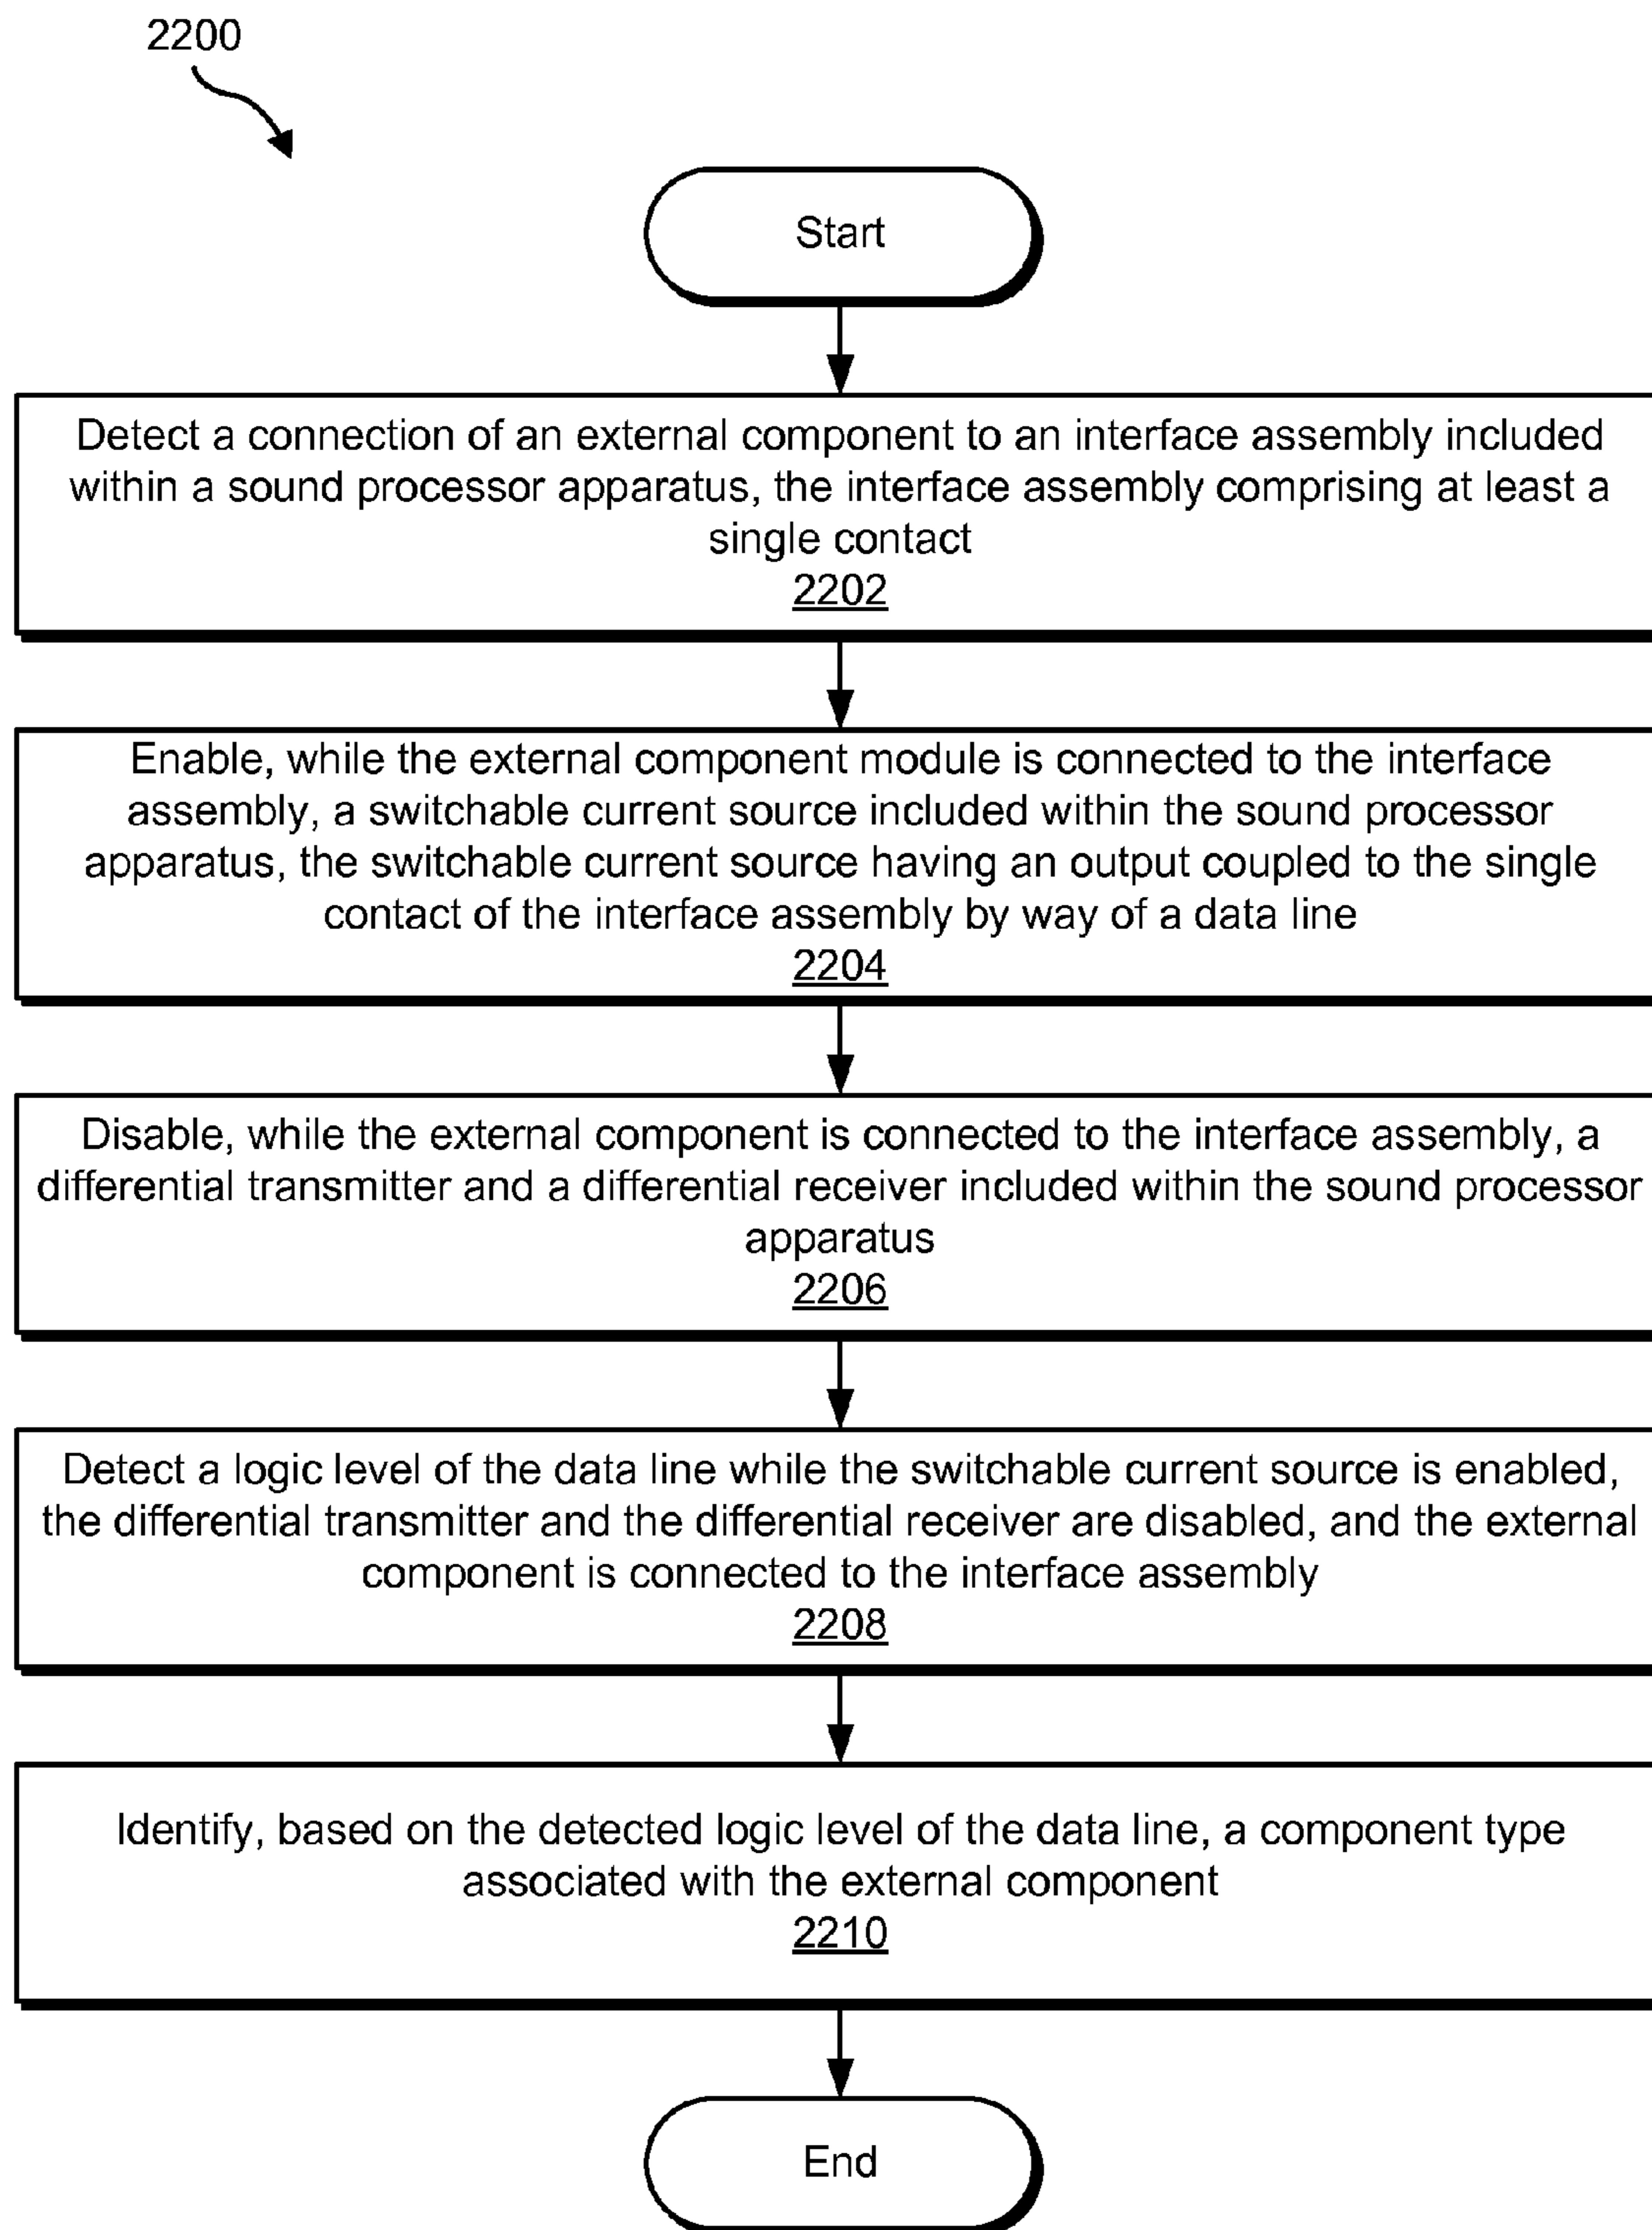 2200
Start
Detect a connection of an external component to an interface assembly included
within a sound processor apparatus, the interface assembly comprising at least a
single contact
2202
Enable, while the external component module is connected to the interface
assembly, a switchable current source included within the sound processor
apparatus, the switchable current source having an output coupled to the single
contact of the interface assembly by way of a data line
2204
Disable, while the external component is connected to the interface assembly, a
differential transmitter and a differential receiver included within the sound processor
apparatus
2206
Detect a logic level of the data line while the switchable current source is enabled,
the differential transmitter and the differential receiver are disabled, and the external
component is connected to the interface assembly
2208
Identify, based on the detected logic level of the data line, a component type
associated with the external component
2210
End